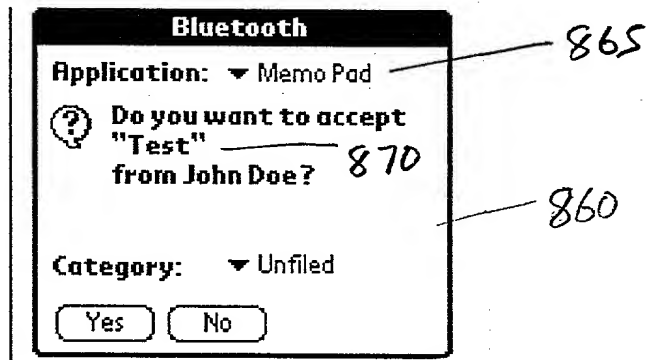 Bluetooth
Application: Memo Pad 865
Do you want to accept
"Test" 870
from John Doe?
860
Category: Unfiled
Yes No